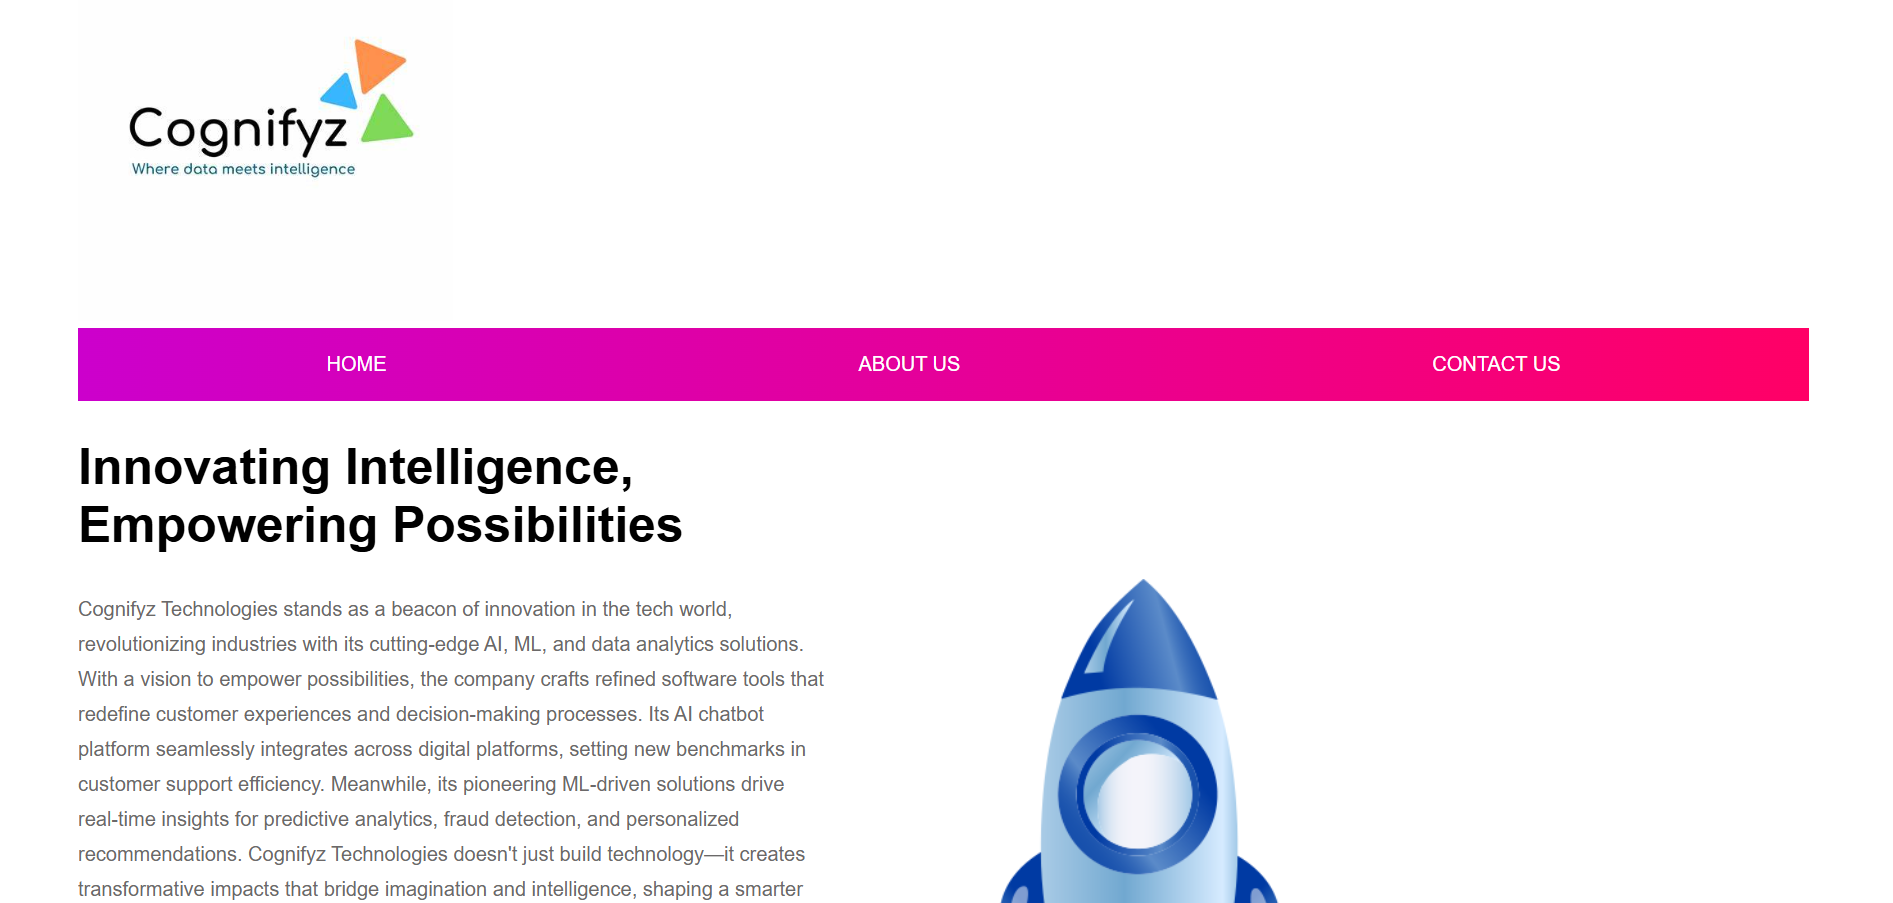 Cognifyz
Where data meets intelligence
HOME ABOUT US CONTACT US
Innovating Intelligence,
Empowering Possibilities
Cognifyz Technologies stands as a beacon of innovation in the tech world,
revolutionizing industries with its cutting-edge AI, ML, and data analytics solutions.
With a vision to empower possibilities, the company crafts refined software tools that
redefine customer experiences and decision-making processes. Its AI chatbot
platform seamlessly integrates across digital platforms, setting new benchmarks in
customer support efficiency. Meanwhile, its pioneering ML-driven solutions drive
real-time insights for predictive analytics, fraud detection, and personalized
recommendations. Cognifyz Technologies doesn't just build technology—it creates
transformative impacts that bridge imagination and intelligence, shaping a smarter